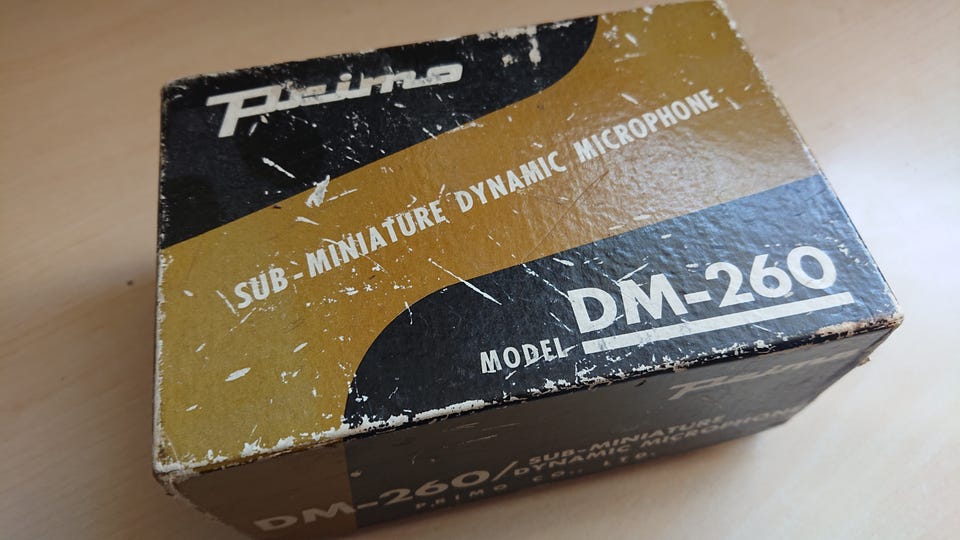 Primo
SUB-MINIATURE DYNAMIC MICROPHONE
MODEL DM-260
Primo
DM-260/SUB-MINIATURE
DYNAMIC MICROPHONE
PRIMO CO., LTD.